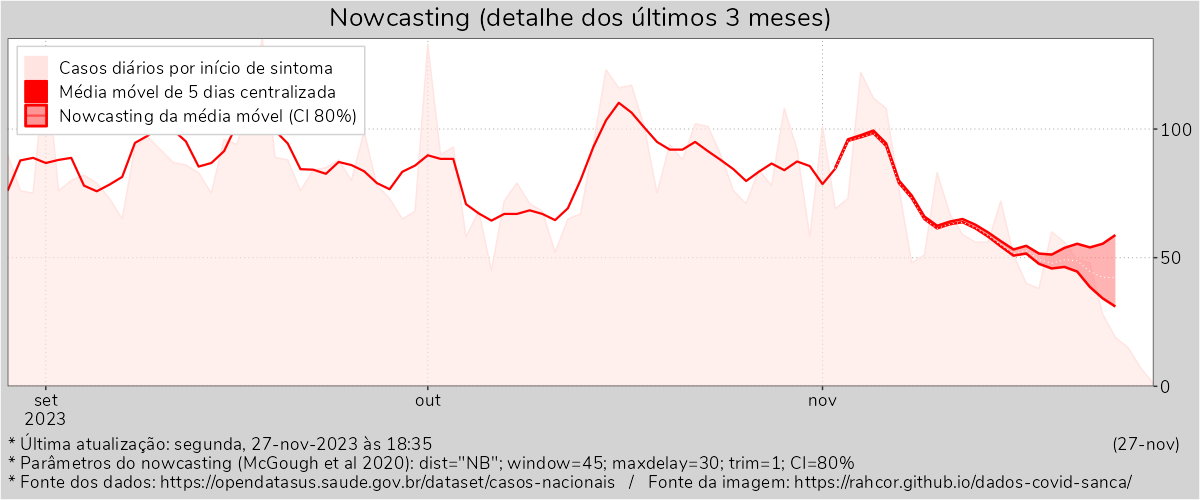 Nowcasting (detalhe dos últimos 3 meses)
Casos diários por início de sintoma
Média móvel de 5 dias centralizada
Nowcasting da média móvel (CI 80%)
100
50
0
set
2023
out
nov
* Última atualização: segunda, 27-nov-2023 às 18:35
(27-nov)
* Parâmetros do nowcasting (McGough et al 2020): dist="NB"; window=45; maxdelay=30; trim=1; CI=80%
* Fonte dos dados: https://opendatasus.saude.gov.br/dataset/casos-nacionais / Fonte da imagem: https://rahcor.github.io/dados-covid-sanca/